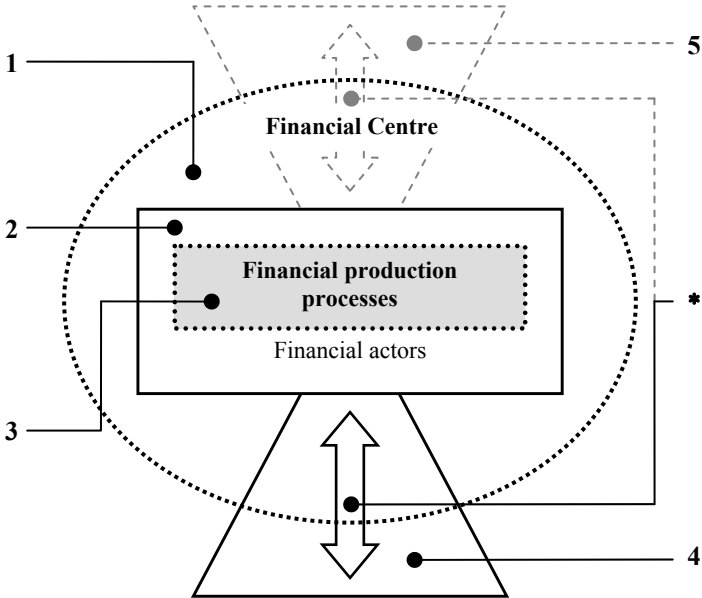 5
1
Financial Centre
2
Financial production
processes
*
Financial actors
3
4